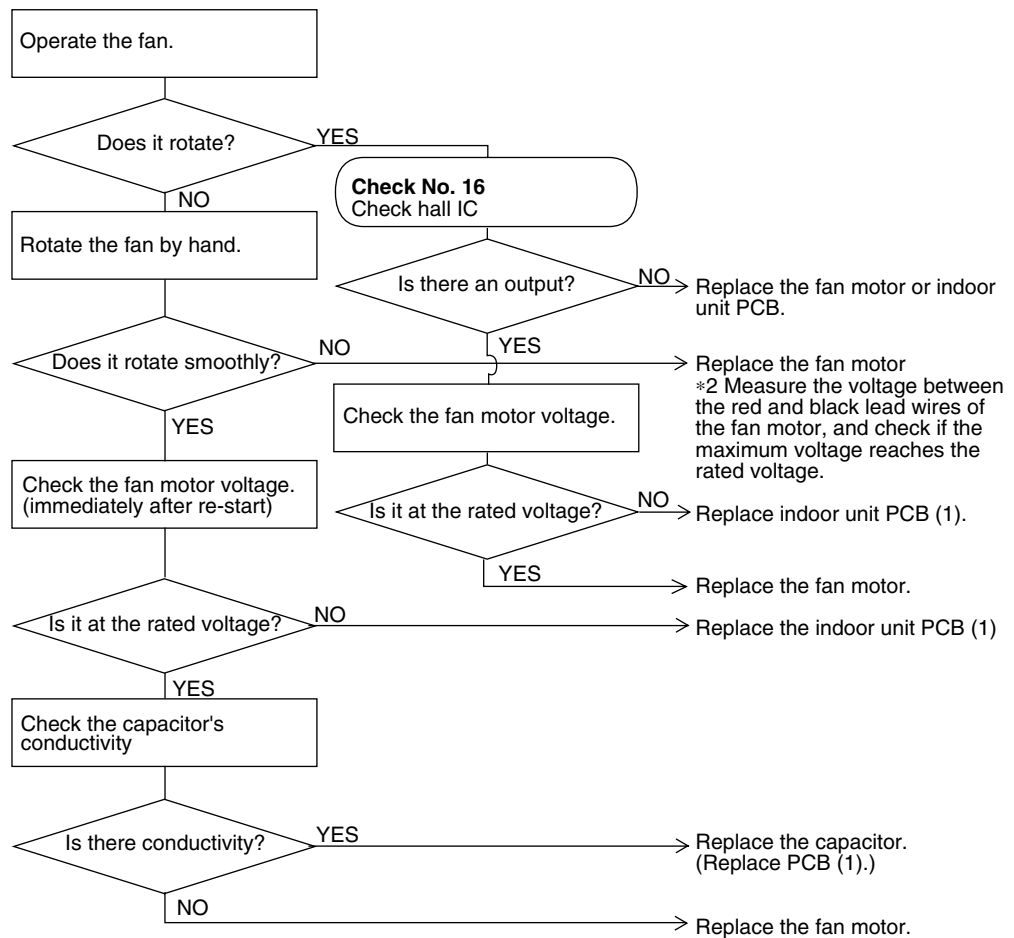 Operate the fan.
Does it rotate?
YES
NO
Check No. 16
Check hall IC
Rotate the fan by hand.
Is there an output?
NO
Replace the fan motor or indoor
unit PCB.
YES
Does it rotate smoothly?
NO
Replace the fan motor
*2 Measure the voltage between
the red and black lead wires of
the fan motor, and check if the
maximum voltage reaches the
rated voltage.
YES
Check the fan motor voltage.
Check the fan motor voltage.
(immediately after re-start)
Is it at the rated voltage?
NO
Replace indoor unit PCB (1).
YES
Replace the fan motor.
Is it at the rated voltage?
NO
Replace the indoor unit PCB (1)
YES
Check the capacitor's
conductivity
Is there conductivity?
YES
Replace the capacitor.
(Replace PCB (1).)
NO
Replace the fan motor.